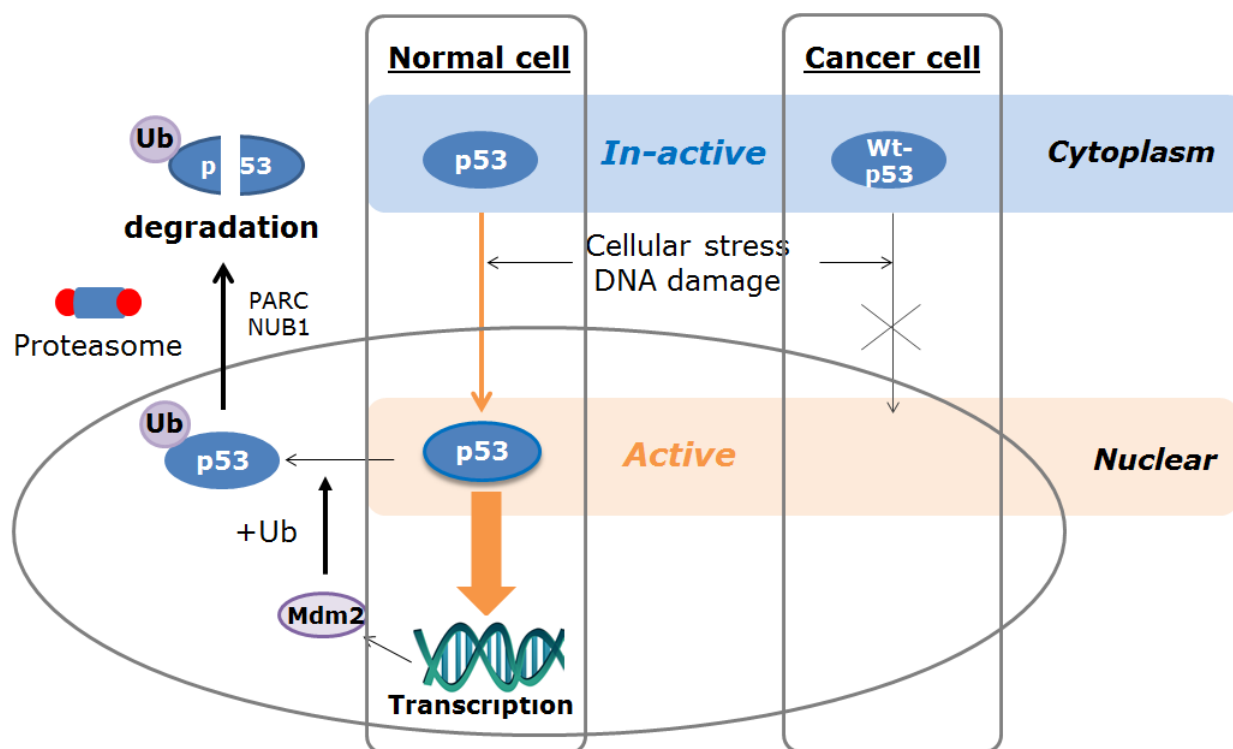 Normal cell
Cancer cell
Ub
p 53
p53
In-active
Wt-
p53
Cytoplasm
degradation
Cellular stress
DNA damage
PARC
NUB1
Proteasome
Ub
p53
p53
Active
Nuclear
+Ub
Mdm2
Transcription